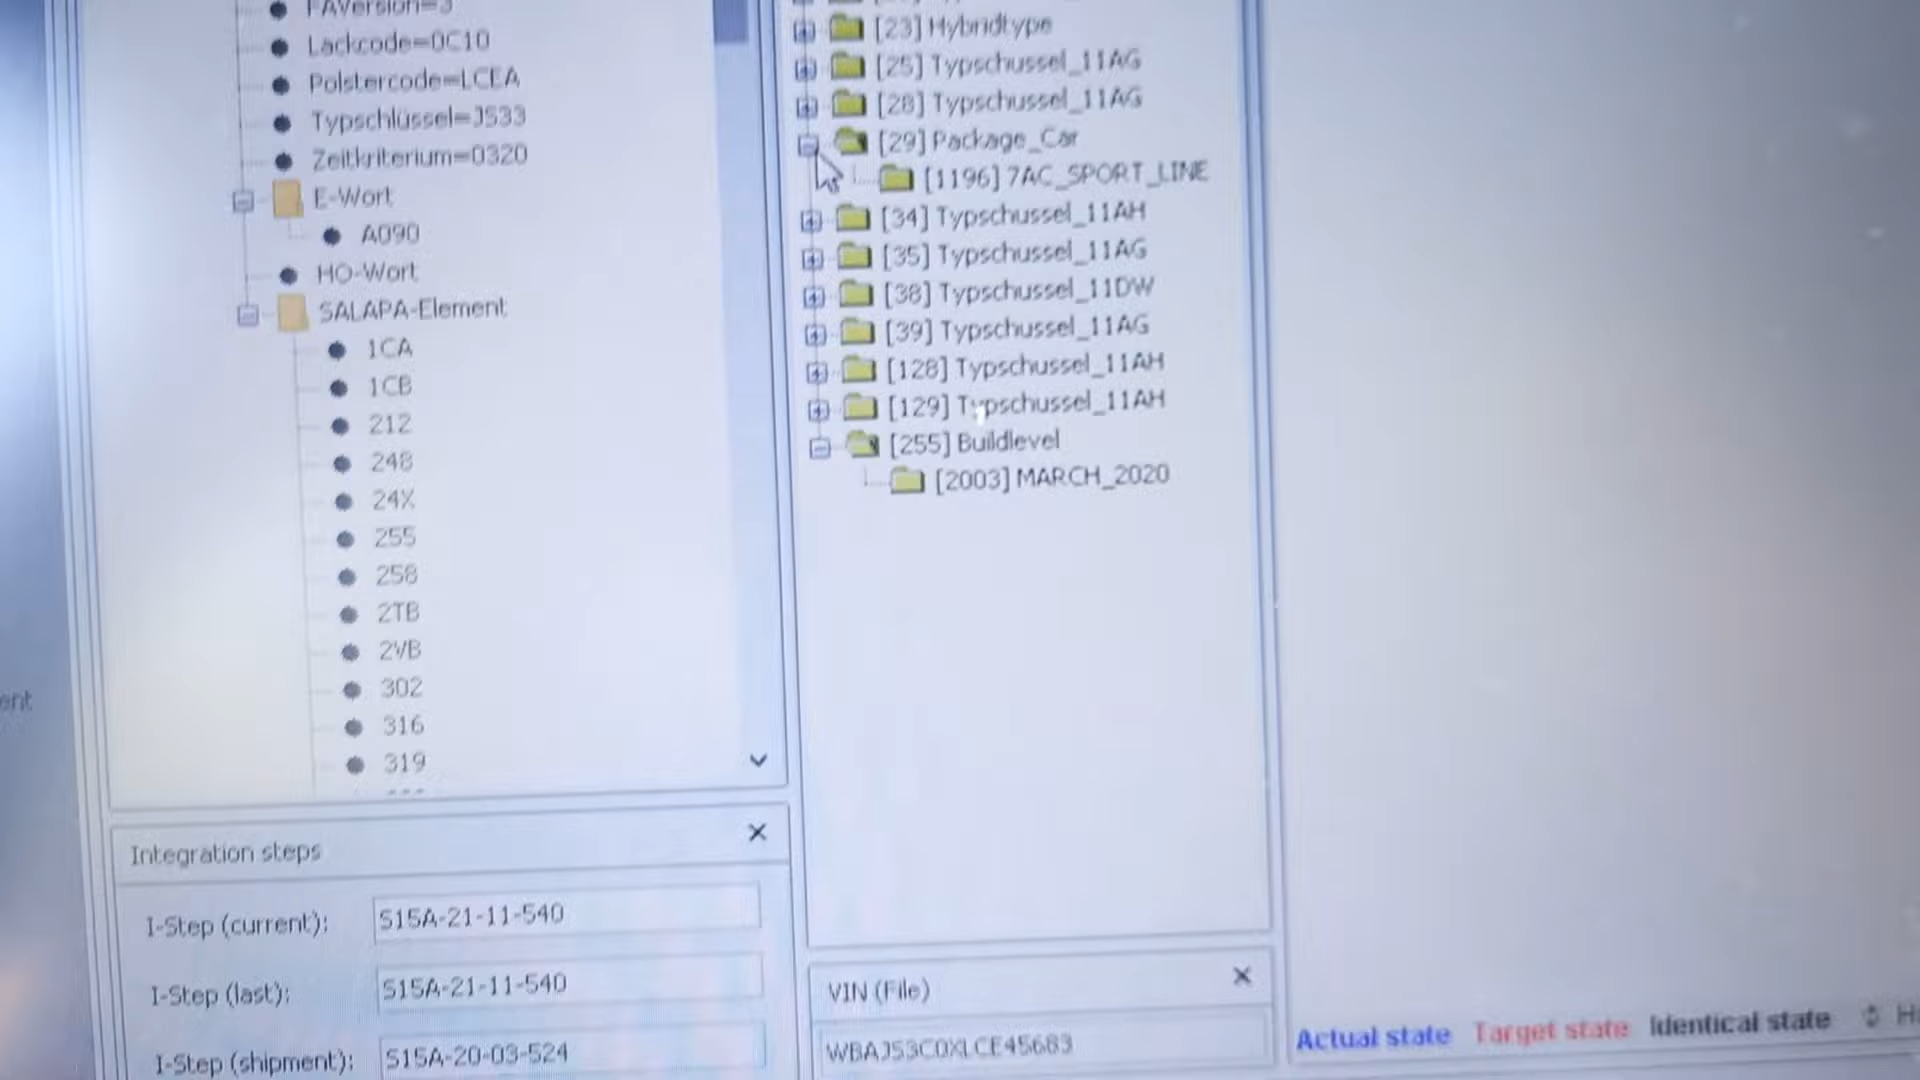 FAVersion=3
Lackcode=0C10
Polstercode=LCEA
Typschlüssel=JS33
Zeitkriterium=0320
E-Wort
A090
HO-Wort
SALAPA-Element
1CA
1CB
212
248
24X
255
258
2TB
2VB
302
316
319
Integration steps
I-Step (current):
S15A-21-11-540
I-Step (last):
S15A-21-11-540
I-Step (shipment):
S15A-20-03-524
[23] Hybridtype
[25] Typschussel_11AG
[28] Typschussel_11AG
[29] Package_Car
[1196] 7AC_SPORT_LINE
[34] Typschussel_11AH
[35] Typschussel_11AG
[38] Typschussel_11DW
[39] Typschussel_11AG
[128] Typschussel_11AH
[129] Typschussel_11AH
[255] Buildlevel
[2003] MARCH_2020
VIN (File)
WBAJS3C0XLCE45683
Actual state Target state Identical state